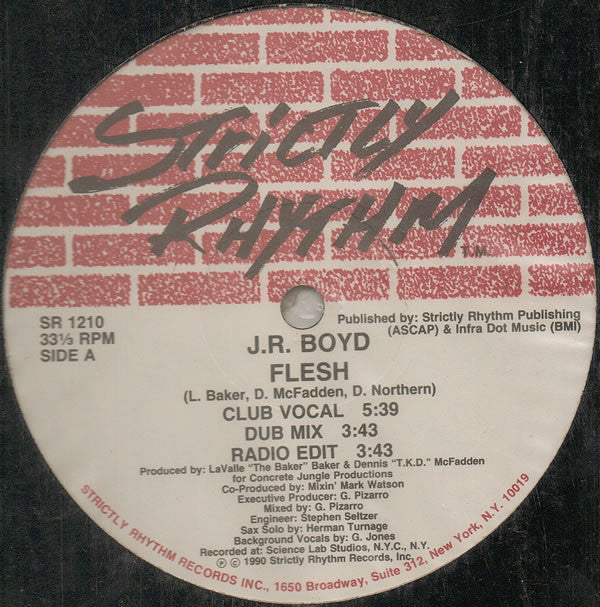 STRICTLY
RHYTHM T.M.
SR 1210
33⅓ RPM
SIDE A
Published by: Strictly Rhythm Publishing
(ASCAP) & Infra Dot Music (BMI)
J.R. BOYD
FLESH
(L. Baker, D. McFadden, D. Northern)
CLUB VOCAL 5:39
DUB MIX 3:43
RADIO EDIT 3:43
Produced by: LaValle "The Baker" Baker & Dennis "T.K.D." McFadden
for Concrete Jungle Productions
Co-Produced by: Mixin' Mark Watson
Executive Producer: G. Pizarro
Mixed by: G. Pizarro
Engineer: Stephen Seltzer
Sax Solo by: Herman Turnage
Background Vocals by: G. Jones
Recorded at: Science Lab Studios, N.Y.C., N.Y.
℗ © 1990 Strictly Rhythm Records, Inc.
STRICTLY RHYTHM RECORDS INC., 1650 Broadway, Suite 312, New York, N.Y. 10019